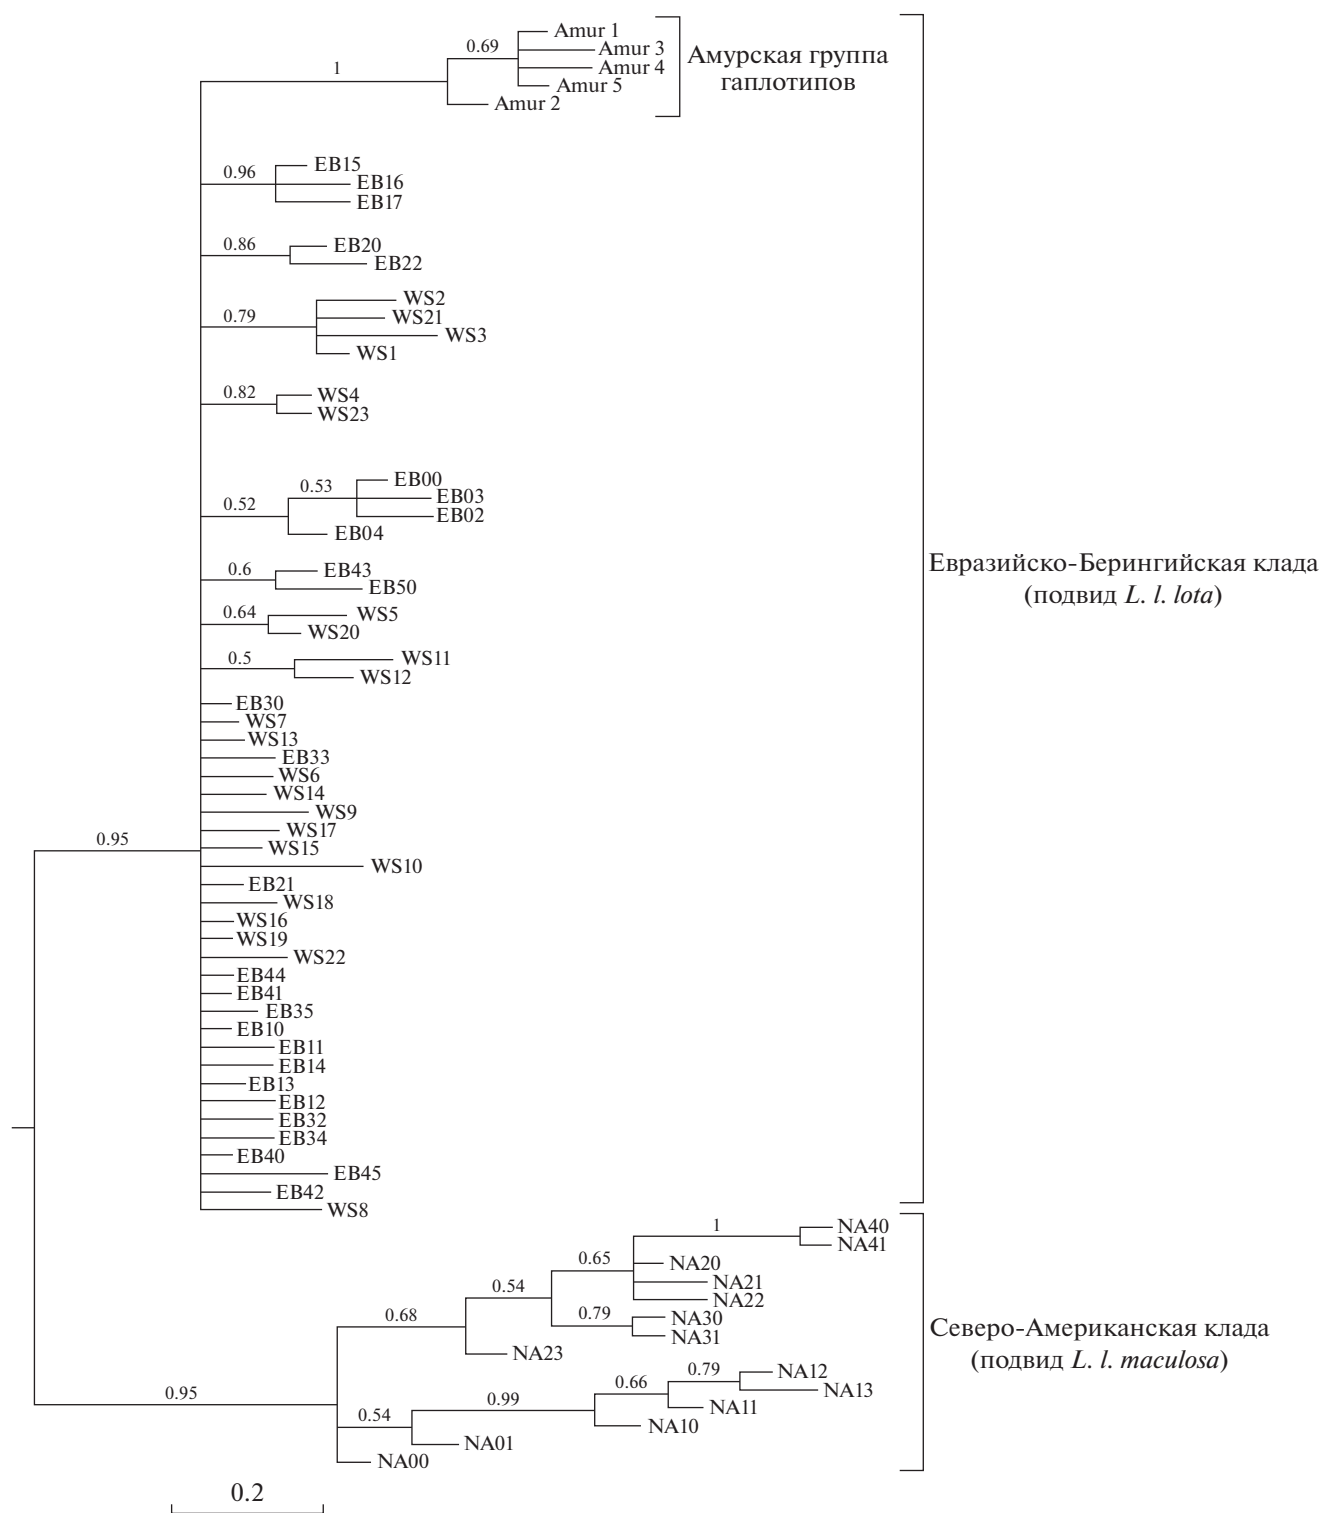 Amur 1
0.69
Amur 3
Amur 4
Amur 5
Amur 2
1
Амурская группа
гаплотипов
EB15
0.96
EB16
EB17
EB20
0.86
EB22
WS2
WS21
0.79
WS3
WS1
0.82
WS4
WS23
EB00
0.53
EB03
0.52
EB02
EB04
0.6
EB43
EB50
0.64
WS5
WS20
0.5
WS11
WS12
EB30
WS7
WS13
EB33
WS6
WS14
WS9
WS17
0.95
WS15
WS10
EB21
WS18
WS16
WS19
WS22
EB44
EB41
EB35
EB10
EB11
EB14
EB13
EB12
EB32
EB34
EB40
EB45
EB42
WS8
Евразийско-Берингийская клада
(подвид L. l. lota)
1
NA40
NA41
0.65
NA20
NA21
NA22
0.54
0.79
NA30
NA31
0.68
NA23
0.95
0.79
NA12
NA13
0.66
NA11
0.99
NA10
0.54
NA01
NA00
Северо-Американская клада
(подвид L. l. maculosa)
0.2